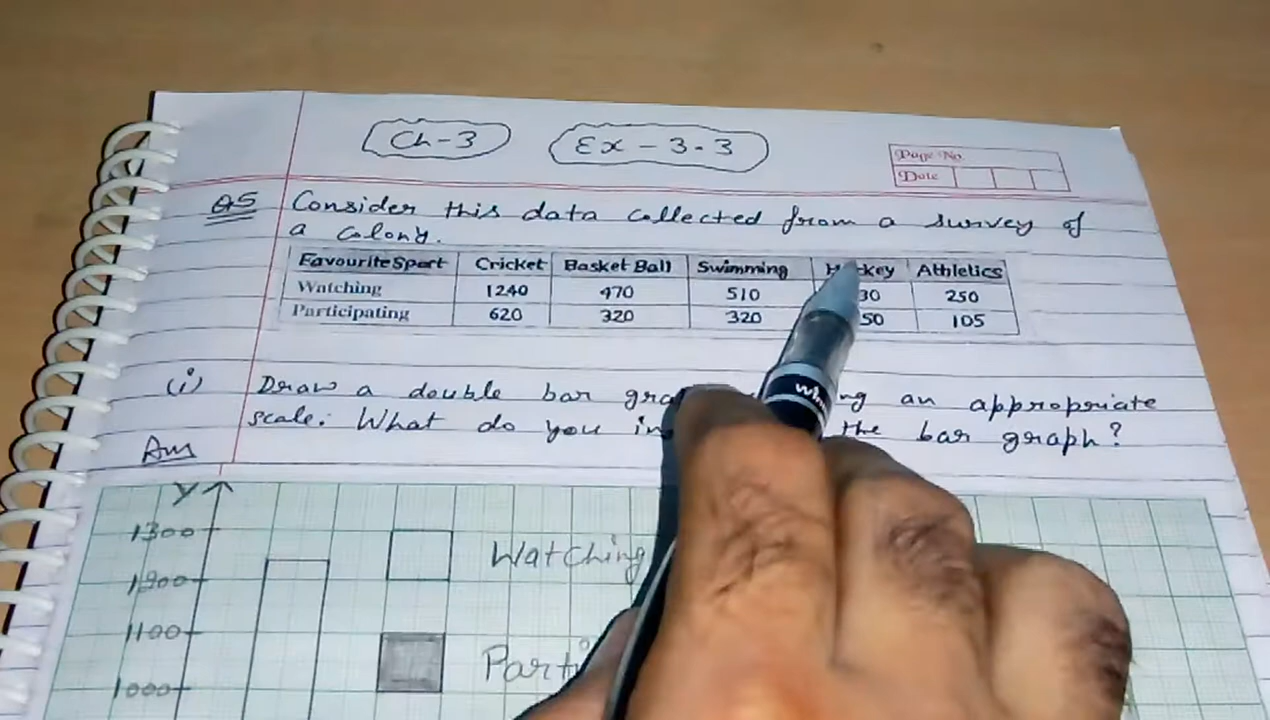 Ch-3 Ex - 3.3
Page No.
Date
Q5 Consider this data collected from a survey of
a colony.
Favourite Sport Cricket Basket Ball Swimming Athletics
Watching 1240 470 510 250
Participating 620 320 320 105
(i) Draw a double bar an appropriate
scale. What do you the bar graph?
Ans
Y
1300
Watching
1200
1100
1000